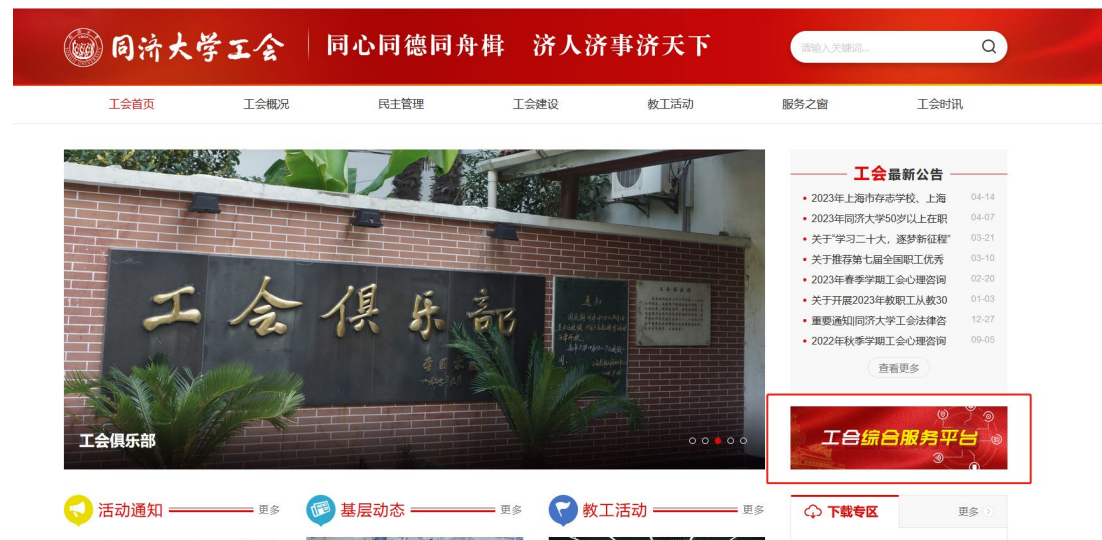 同济大学工会
同心同德同舟楫 济人济事济天下
请输入关键词...
工会首页 工会概况 民主管理 工会建设 教工活动 服务之窗 工会时讯
工会俱乐部
工会俱乐部
工会最新公告
2023年上海市存志学校、上海 04-14
2023年同济大学50岁以上在职 04-07
关于“学习二十大，逐梦新征程” 03-21
关于推荐第七届全国职工优秀 03-10
2023年春季学期工会心理咨询 02-20
关于开展2023年教职工从教30 01-03
重要通知|同济大学工会法律咨 12-27
2022年秋季学期工会心理咨询 09-05
查看更多
工会综合服务平台
活动通知 更多
基层动态 更多
教工活动 更多
下载专区 更多